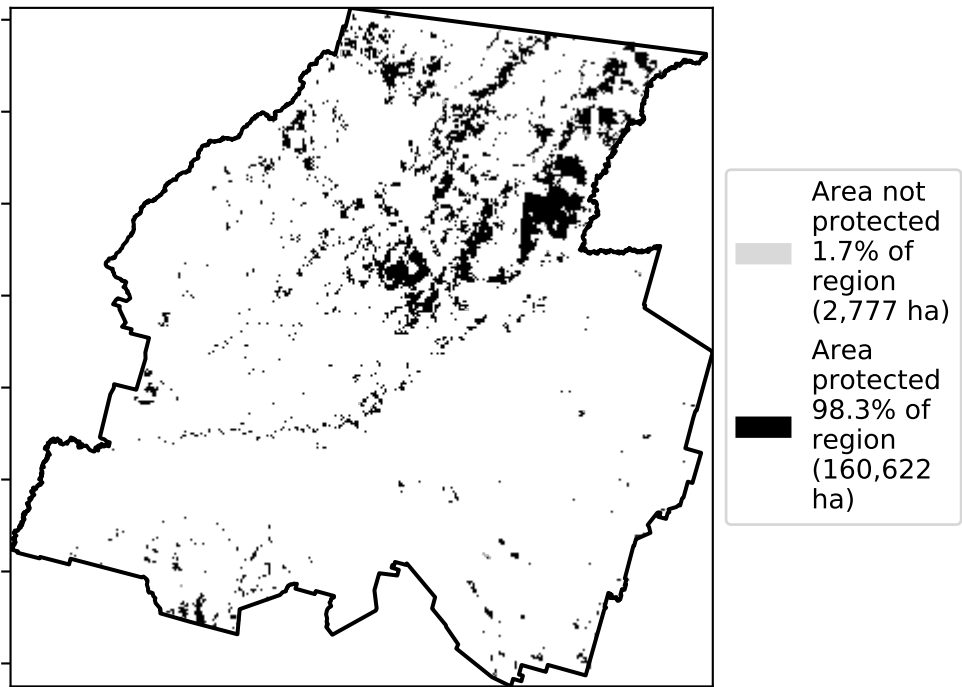 Area not
protected
1.7% of
region
(2,777 ha)
Area
protected
98.3% of
region
(160,622
ha)